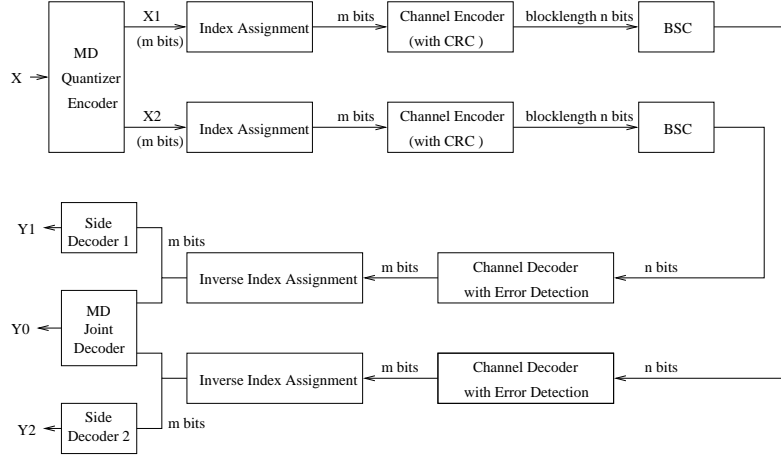 X
MD
Quantizer
Encoder
X1
(m bits)
Index Assignment
m bits
Channel Encoder
(with CRC )
blocklength n bits
BSC
X2
(m bits)
Index Assignment
m bits
Channel Encoder
(with CRC )
blocklength n bits
BSC
Y1
Side
Decoder 1
m bits
Inverse Index Assignment
m bits
Channel Decoder
with Error Detection
n bits
Y0
MD
Joint
Decoder
Inverse Index Assignment
m bits
Channel Decoder
with Error Detection
n bits
Y2
Side
Decoder 2
m bits